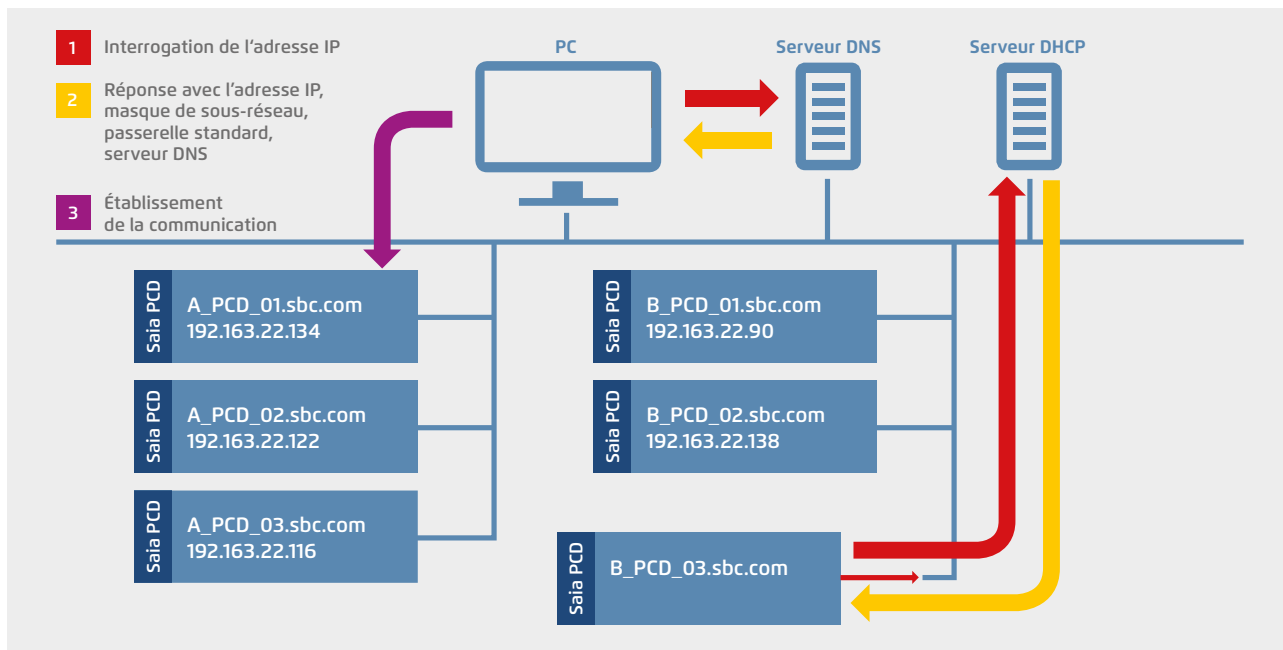 1 Interrogation de l'adresse IP
2 Réponse avec l'adresse IP,
masque de sous-réseau,
passerelle standard,
serveur DNS
3 Établissement
de la communication
PC
Serveur DNS
Serveur DHCP
Saia PCD
A_PCD_01.sbc.com
192.163.22.134
Saia PCD
A_PCD_02.sbc.com
192.163.22.122
Saia PCD
A_PCD_03.sbc.com
192.163.22.116
Saia PCD
B_PCD_01.sbc.com
192.163.22.90
Saia PCD
B_PCD_02.sbc.com
192.163.22.138
Saia PCD
B_PCD_03.sbc.com